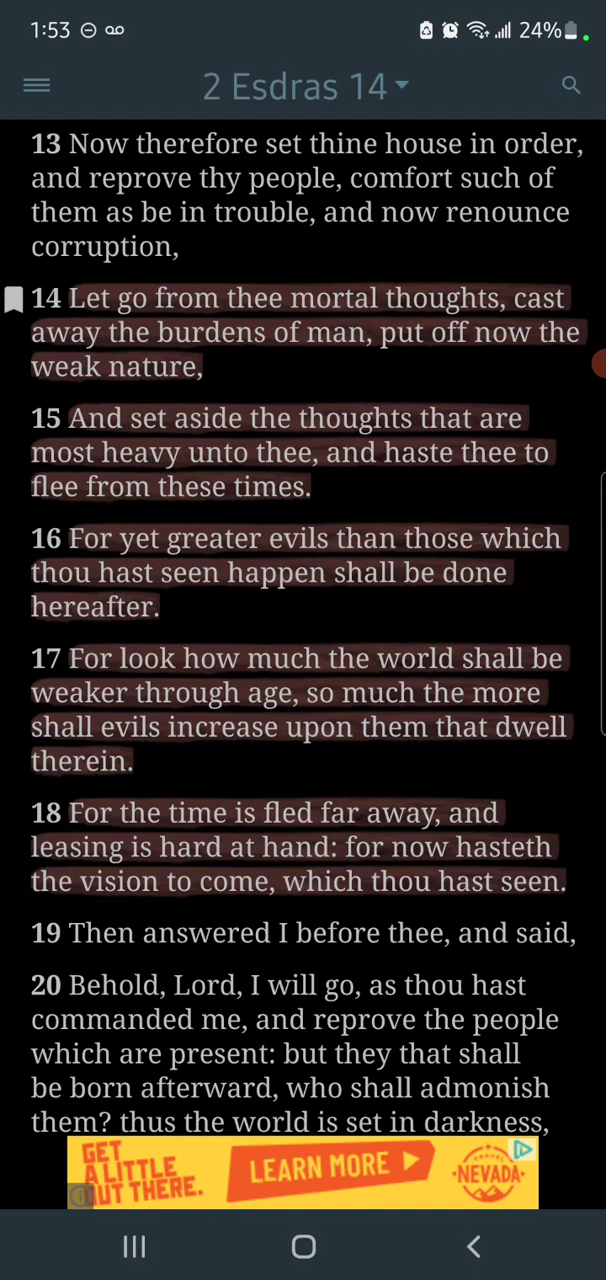 1:53 24%
2 Esdras 14
13 Now therefore set thine house in order,
and reprove thy people, comfort such of
them as be in trouble, and now renounce
corruption,
14 Let go from thee mortal thoughts, cast
away the burdens of man, put off now the
weak nature,
15 And set aside the thoughts that are
most heavy unto thee, and haste thee to
flee from these times.
16 For yet greater evils than those which
thou hast seen happen shall be done
hereafter.
17 For look how much the world shall be
weaker through age, so much the more
shall evils increase upon them that dwell
therein.
18 For the time is fled far away, and
leasing is hard at hand: for now hasteth
the vision to come, which thou hast seen.
19 Then answered I before thee, and said,
20 Behold, Lord, I will go, as thou hast
commanded me, and reprove the people
which are present: but they that shall
be born afterward, who shall admonish
them? thus the world is set in darkness,
GET
A LITTLE
OUT THERE.
LEARN MORE
TRAVEL
NEVADA